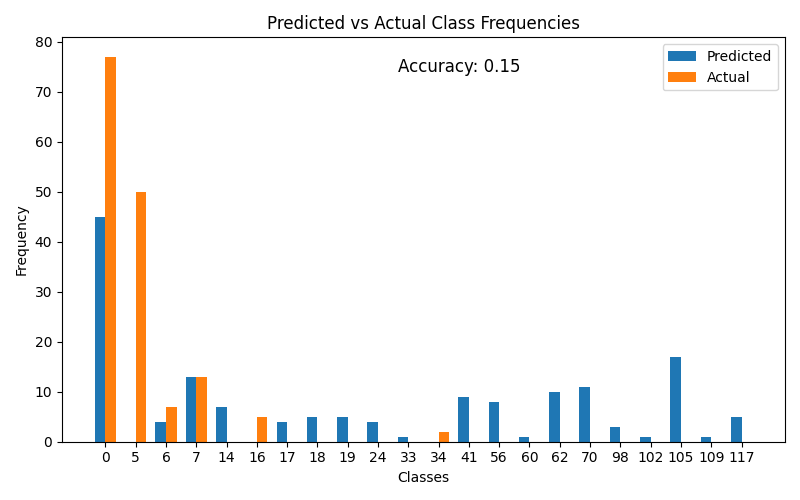 Predicted vs Actual Class Frequencies
Accuracy: 0.15
Predicted
Actual
Frequency
80
70
60
50
40
30
20
10
0
0 5 6 7 14 16 17 18 19 24 33 34 41 56 60 62 70 98 102 105 109 117
Classes